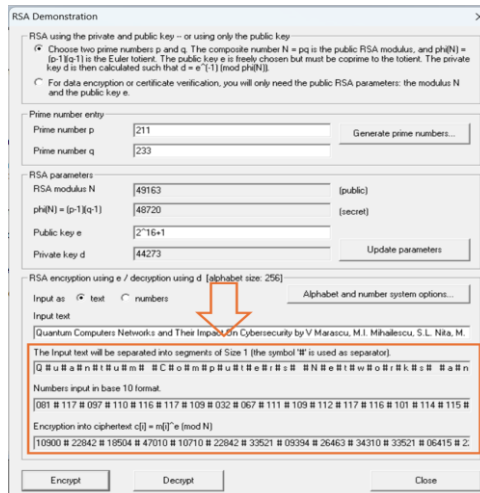 RSA Demonstration
RSA using the private and public key – or using only the public key
Choose two prime numbers p and q. The composite number N = pq is the public RSA modulus, and phi(N) =
(p-1)(q-1) is the Euler totient. The public key e is freely chosen but must be coprime to the totient. The private
key d is then calculated such that d = e^(-1) (mod phi(N)).
For data encryption or certificate verification, you will only need the public RSA parameters: the modulus N
and the public key e.
Prime number entry
Prime number p 211 Generate prime numbers...
Prime number q 233
RSA parameters
RSA modulus N 49163 (public)
phi(N) = (p-1)(q-1) 48720 (secret)
Public key e 2^16+1
Private key d 44273 Update parameters
RSA encryption using e / decryption using d [alphabet size: 256]
Input as text numbers Alphabet and number system options...
Input text
Quantum Computers Networks and Their Impact On Cybersecurity by V Marascu, M.I. Mihailescu, S.L. Nita, M.
The Input text will be separated into segments of Size 1 (the symbol '#' is used as separator).
Q # u # a # n # t # u # m # # C # o # m # p # u # t # e # r # s # # N # e # t # w # o # r # k # s # # a # n
Numbers input in base 10 format.
081 # 117 # 097 # 110 # 116 # 117 # 109 # 032 # 067 # 111 # 109 # 112 # 117 # 116 # 101 # 114 # 115 #
Encryption into ciphertext c[i] = m[i]^e (mod N)
10900 # 22842 # 18504 # 47010 # 10710 # 22842 # 33521 # 09394 # 26463 # 34310 # 33521 # 06415 # 2
Encrypt Decrypt Close